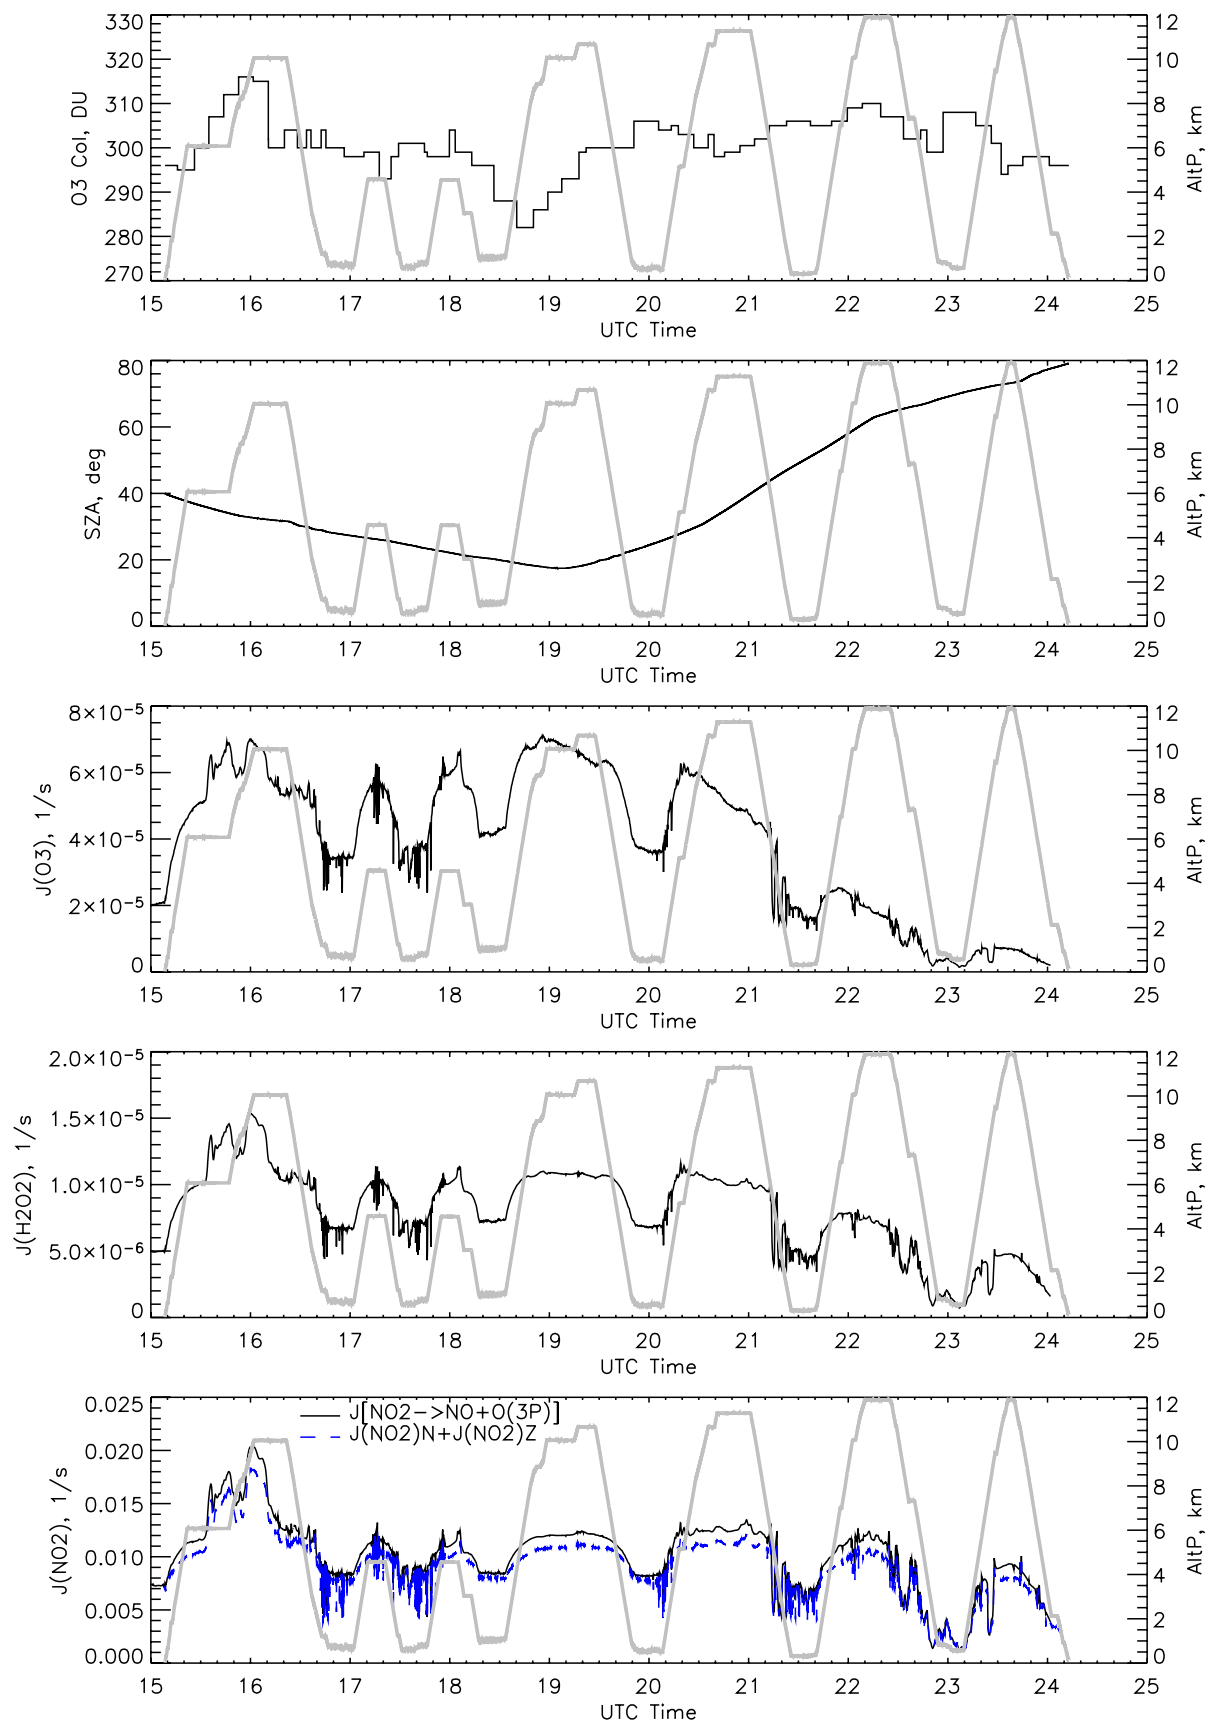 330
320
310
300
290
280
270
O3 Col, DU
12
10
8
6
4
2
0
AltP, km
15 16 17 18 19 20 21 22 23 24 25
UTC Time
80
60
40
20
0
SZA, deg
12
10
8
6
4
2
0
AltP, km
15 16 17 18 19 20 21 22 23 24 25
UTC Time
8×10⁻⁵
6×10⁻⁵
4×10⁻⁵
2×10⁻⁵
0
J(O3), 1/s
12
10
8
6
4
2
0
AltP, km
15 16 17 18 19 20 21 22 23 24 25
UTC Time
2.0×10⁻⁵
1.5×10⁻⁵
1.0×10⁻⁵
5.0×10⁻⁶
0
J(H2O2), 1/s
12
10
8
6
4
2
0
AltP, km
15 16 17 18 19 20 21 22 23 24 25
UTC Time
0.025
0.020
0.015
0.010
0.005
0.000
J(NO2), 1/s
J[NO2->NO+O(3P)]
J(NO2)N+J(NO2)Z
12
10
8
6
4
2
0
AltP, km
15 16 17 18 19 20 21 22 23 24 25
UTC Time